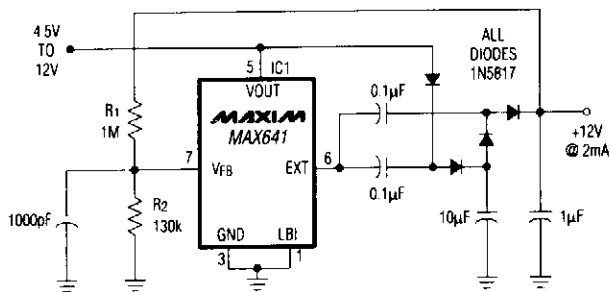 4.5V
TO
12V
ALL
DIODES
1N5817
5
IC1
VOUT
MAXIM
MAX641
R1
1M
0.1µF
7
VFB
EXT
6
+12V
@ 2mA
0.1µF
1000pF
R2
130k
10µF
1µF
GND
LBI
3
1